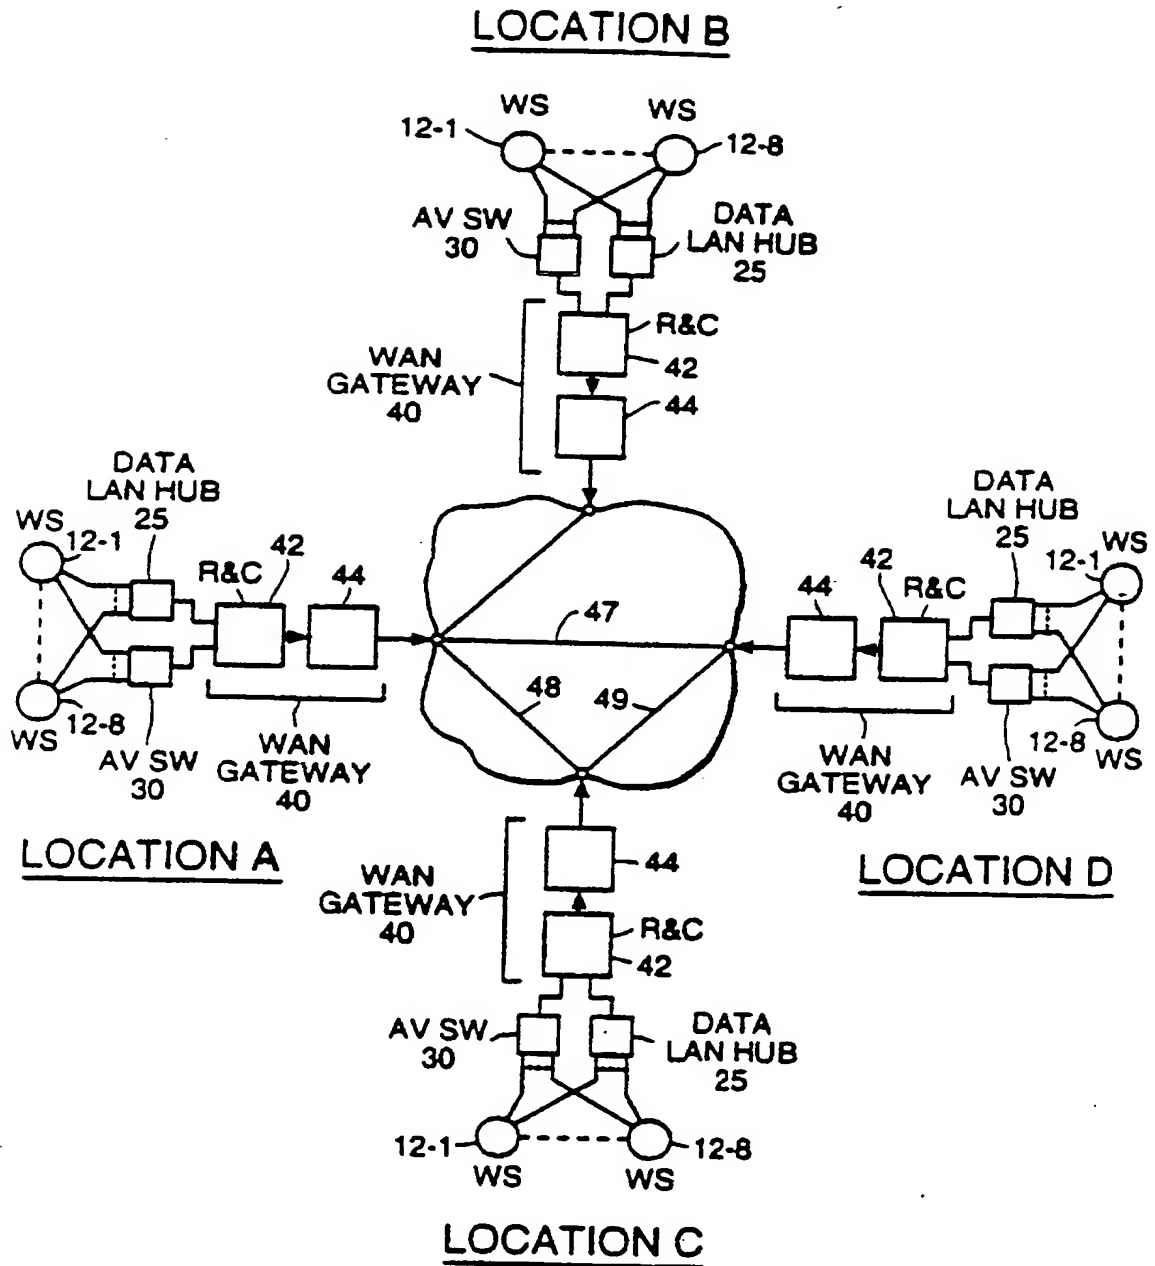 LOCATION B
WS
WS
12-1
12-8
AV SW
30
DATA
LAN HUB
25
R&C
42
WAN
GATEWAY
40
44
DATA
LAN HUB
25
WS
12-1
R&C
42
44
12-8
WS
AV SW
30
WAN
GATEWAY
40
LOCATION A
47
48
49
DATA
LAN HUB
25
WS
12-1
42
R&C
44
12-8
WS
AV SW
30
WAN
GATEWAY
40
LOCATION D
WAN
GATEWAY
40
44
R&C
42
AV SW
30
DATA
LAN HUB
25
12-1
12-8
WS
WS
LOCATION C